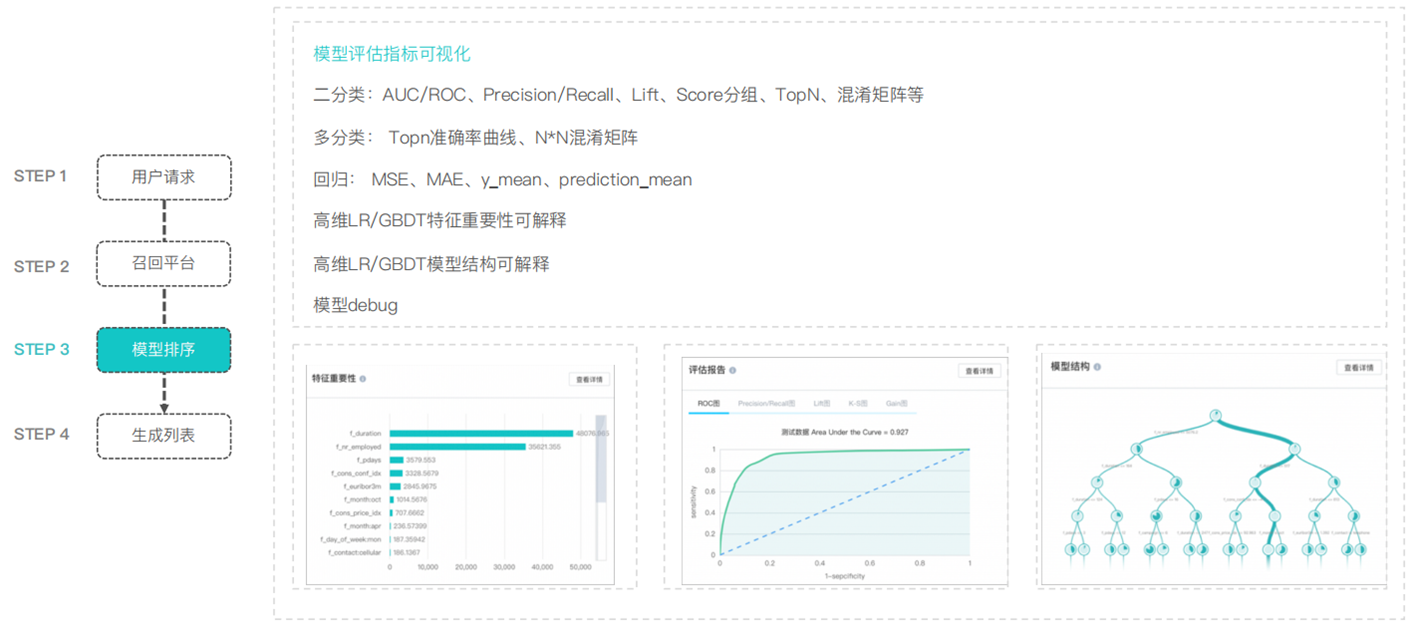 STEP 1
用户请求
STEP 2
召回平台
STEP 3
模型排序
STEP 4
生成列表
模型评估指标可视化
二分类：AUC/ROC、Precision/Recall、Lift、Score分组、TopN、混淆矩阵等
多分类： Topn准确率曲线、N*N混淆矩阵
回归： MSE、MAE、y_mean、prediction_mean
高维LR/GBDT特征重要性可解释
高维LR/GBDT模型结构可解释
模型debug
特征重要性
查看详情
f_duration 48076.985
f_nr_employed 35621.355
f_pdays 3579.553
f_cons_conf_idx 3328.5679
f_euribor3m 2845.9675
f_month:oct 1014.5676
f_cons_price_idx 707.6662
f_month:apr 236.57399
f_day_of_week:mon 187.35942
f_contact:cellular 186.1367
0 10,000 20,000 30,000 40,000 50,000
评估报告
查看详情
ROC图 Precision/Recall图 Lift图 K-S图 Gain图
测试数据 Area Under the Curve = 0.927
sensitivity
1
0.8
0.6
0.4
0.2
0
0 0.2 0.4 0.6 0.8 1
1-sepcificity
模型结构
查看详情